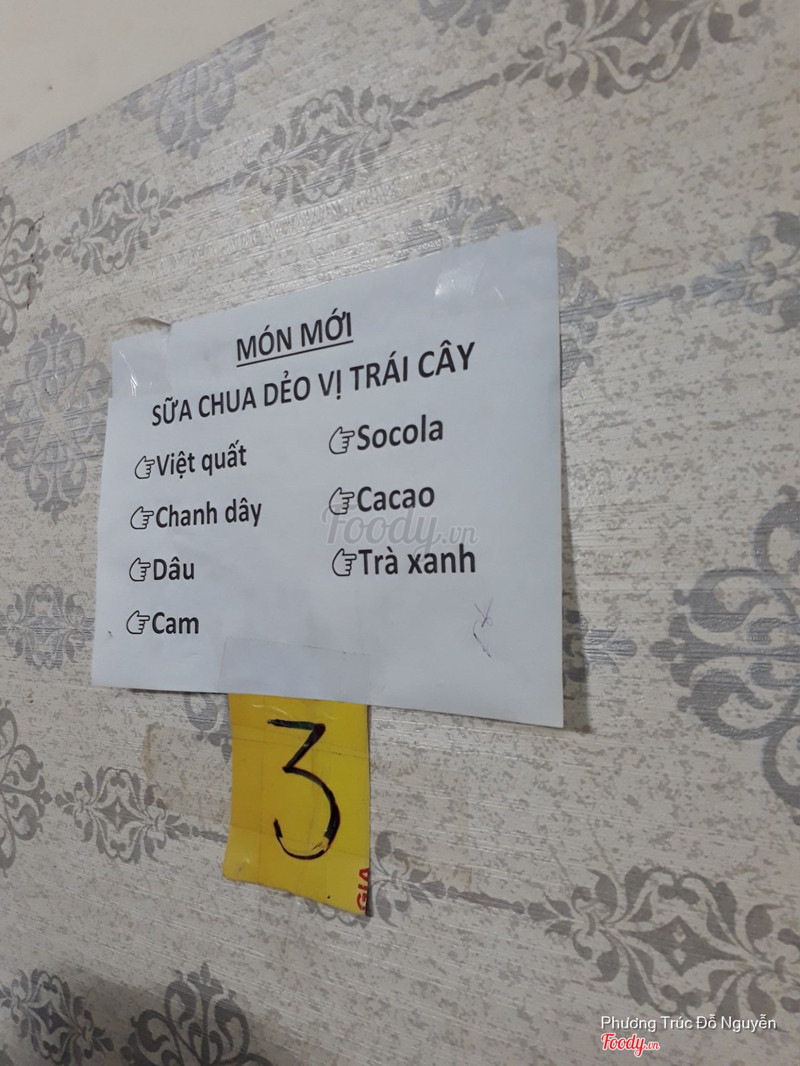 MÓN MỚI
SỮA CHUA DẺO VỊ TRÁI CÂY
Việt quất
Chanh dây
Dâu
Cam
Socola
Cacao
Trà xanh
Foody.vn
3
GIA
Phương Trúc Đỗ Nguyễn
Foody.vn